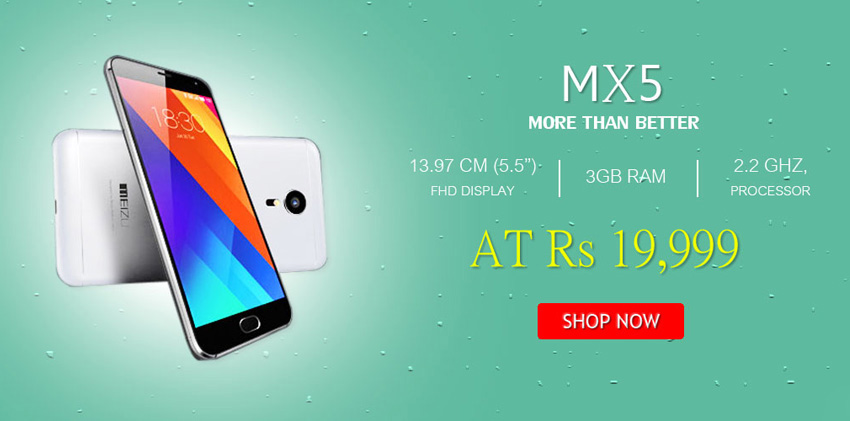 MX5
MORE THAN BETTER
13.97 CM (5.5”)
FHD DISPLAY
3GB RAM
2.2 GHZ,
PROCESSOR
AT Rs 19,999
SHOP NOW
18:30
MEIZU